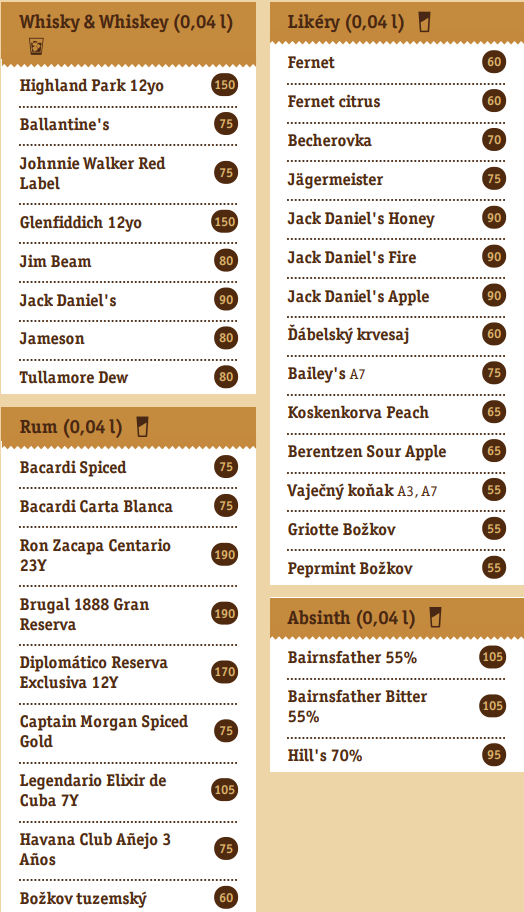 Whisky & Whiskey (0,04 l)
Highland Park 12yo 150
Ballantine's 75
Johnnie Walker Red
Label 75
Glenfiddich 12yo 150
Jim Beam 80
Jack Daniel's 90
Jameson 80
Tullamore Dew 80
Rum (0,04 l)
Bacardi Spiced 75
Bacardi Carta Blanca 75
Ron Zacapa Centario
23Y 190
Brugal 1888 Gran
Reserva 190
Diplomático Reserva
Exclusiva 12Y 170
Captain Morgan Spiced
Gold 75
Legendario Elixir de
Cuba 7Y 105
Havana Club Añejo 3
Años 75
Božkov tuzemský 60
Likéry (0,04 l)
Fernet 60
Fernet citrus 60
Becherovka 70
Jägermeister 75
Jack Daniel's Honey 90
Jack Daniel's Fire 90
Jack Daniel's Apple 90
Ďábelský krvesaj 60
Bailey's A7 75
Koskenkorva Peach 65
Berentzen Sour Apple 65
Vaječný koňak A3, A7 55
Griotte Božkov 55
Peprmint Božkov 55
Absinth (0,04 l)
Bairnsfather 55% 105
Bairnsfather Bitter
55% 105
Hill's 70% 95